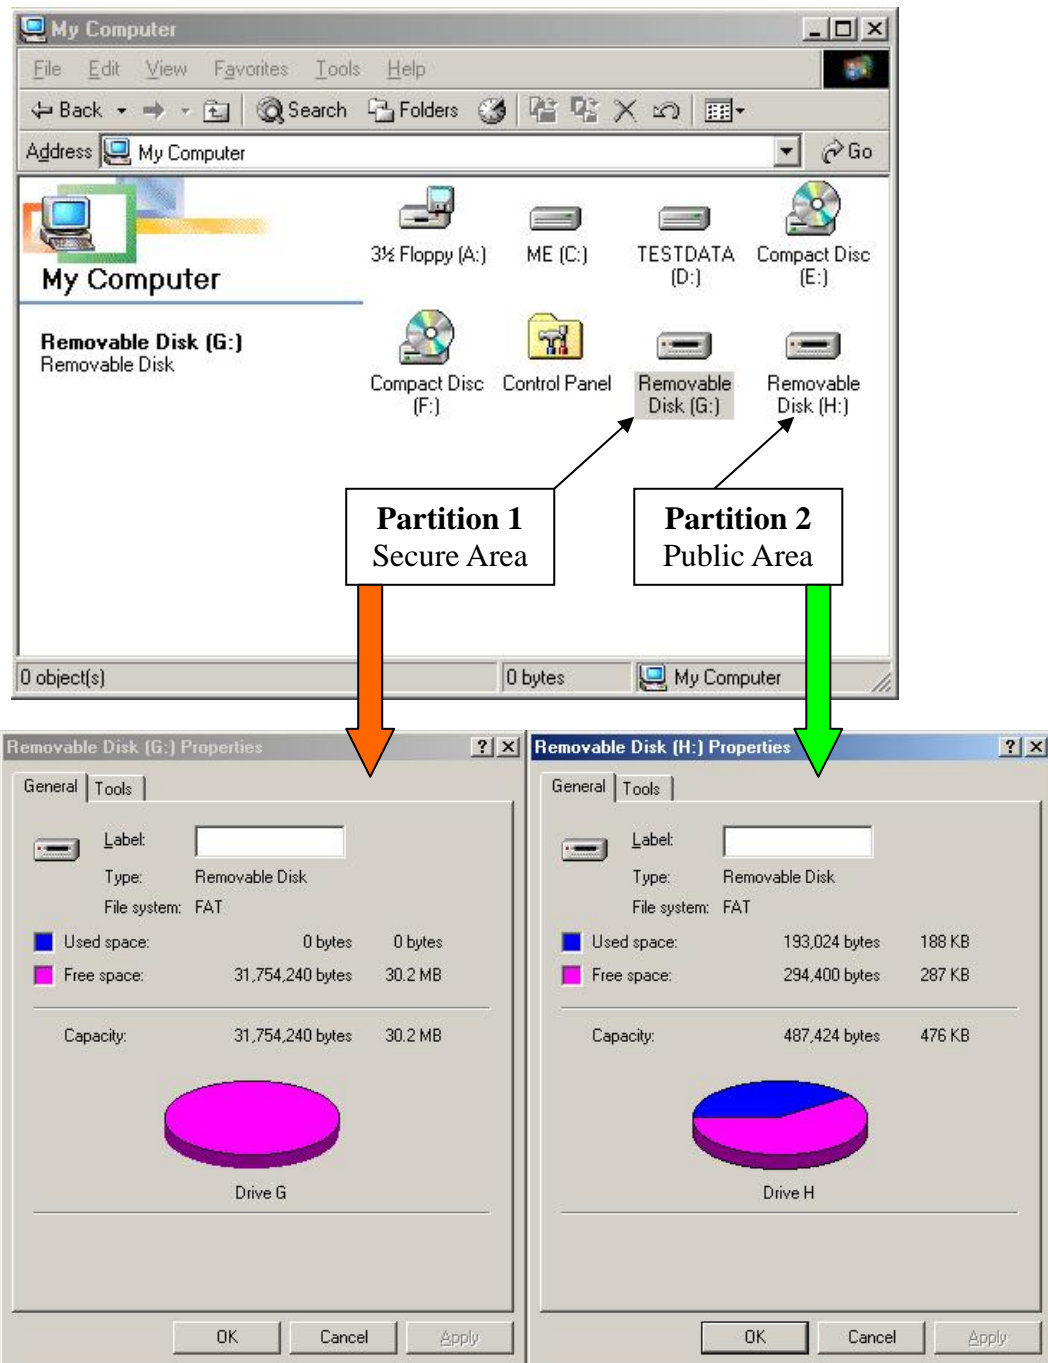 My Computer
File Edit View Favorites Tools Help
Back Search Folders
Address My Computer Go
3½ Floppy (A:) ME (C:) TESTDATA (D:) Compact Disc (E:)
My Computer
Removable Disk (G:)
Removable Disk
Compact Disc (F:) Control Panel Removable Disk (G:) Removable Disk (H:)
Partition 1
Secure Area
Partition 2
Public Area
0 object(s) 0 bytes My Computer
Removable Disk (G:) Properties
General Tools
Label:
Type: Removable Disk
File system: FAT
Used space: 0 bytes 0 bytes
Free space: 31,754,240 bytes 30.2 MB
Capacity: 31,754,240 bytes 30.2 MB
Drive G
OK Cancel Apply
Removable Disk (H:) Properties
General Tools
Label:
Type: Removable Disk
File system: FAT
Used space: 193,024 bytes 188 KB
Free space: 294,400 bytes 287 KB
Capacity: 487,424 bytes 476 KB
Drive H
OK Cancel Apply